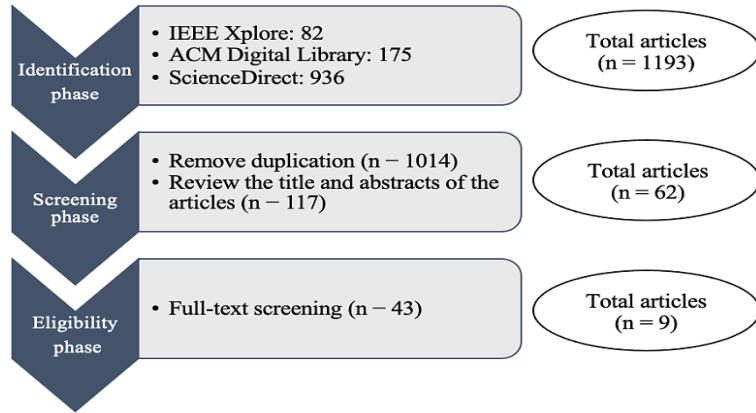 Identification
phase
• IEEE Xplore: 82
• ACM Digital Library: 175
• ScienceDirect: 936
Total articles
(n = 1193)
Screening
phase
• Remove duplication (n − 1014)
• Review the title and abstracts of the
articles (n − 117)
Total articles
(n = 62)
Eligibility
phase
• Full-text screening (n − 43)
Total articles
(n = 9)